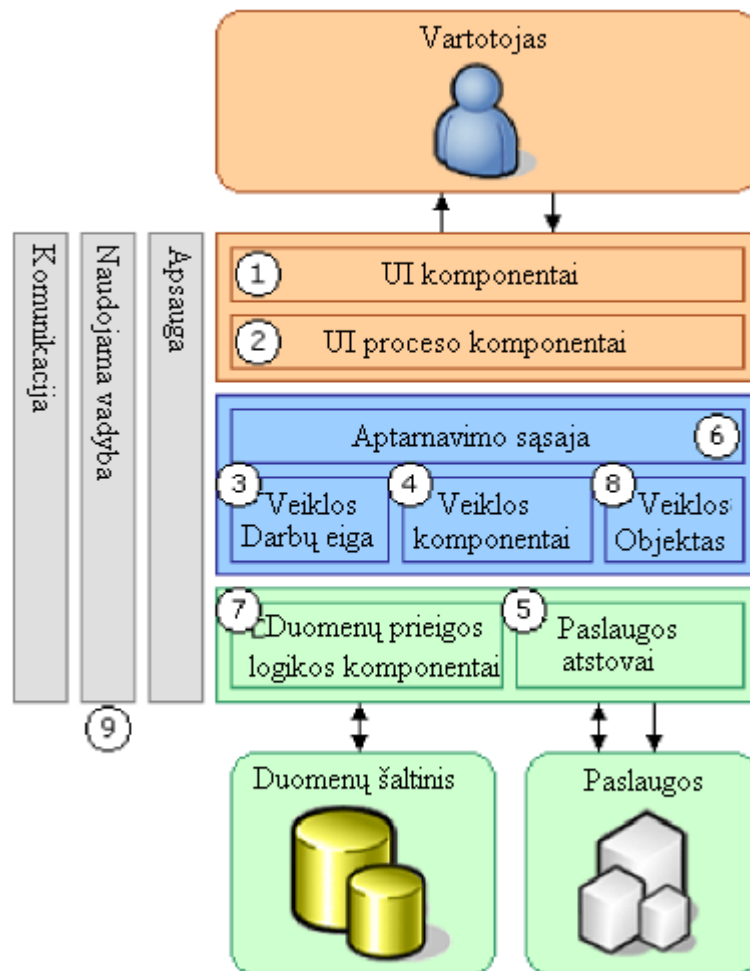 Vartotojas
Komunikacija
Naudojama vadyba
Apsauga
1
UI komponentai
2
UI proceso komponentai
Aptarnavimo sąsaja
6
3
Veiklos
Darbų eiga
4
Veiklos
komponentai
8
Veiklos
Objektas
7
Duomenų prieigos
logikos komponentai
5
Paslaugos
atstovai
9
Duomenų šaltinis
Paslaugos